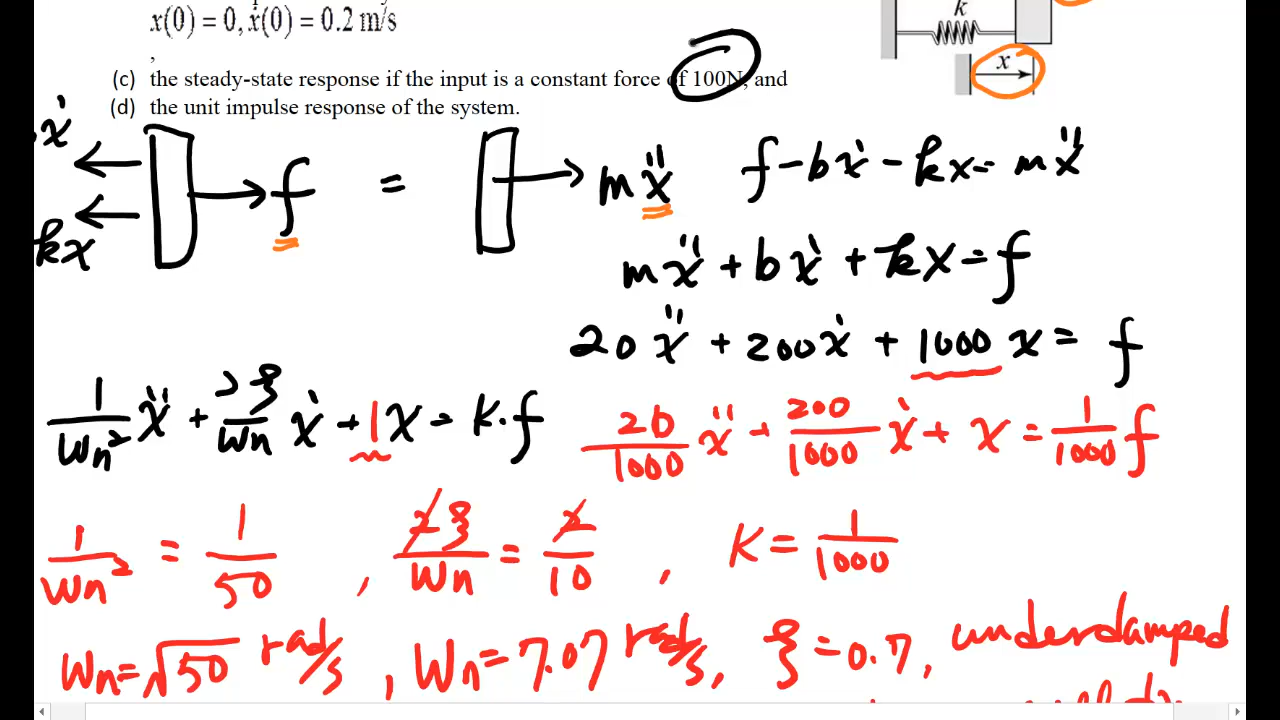 x(0) = 0, ẋ(0) = 0.2 m/s
,
(c) the steady-state response if the input is a constant force of 100N, and
(d) the unit impulse response of the system.
k
x
ẋ
kx
f = mẍ
f - bẋ - kx = mẍ
mẍ + bẋ + kx = f
20ẍ + 200ẋ + 1000x = f
1/Wn² ẍ + 2ξ/Wn ẋ + 1x = K·f
20/1000 ẍ + 200/1000 ẋ + x = 1/1000 f
1/Wn² = 1/50 , 2ξ/Wn = 2/10 , K = 1/1000
Wn = √50 rad/s , Wn = 7.07 rad/s, ξ = 0.7, underdamped